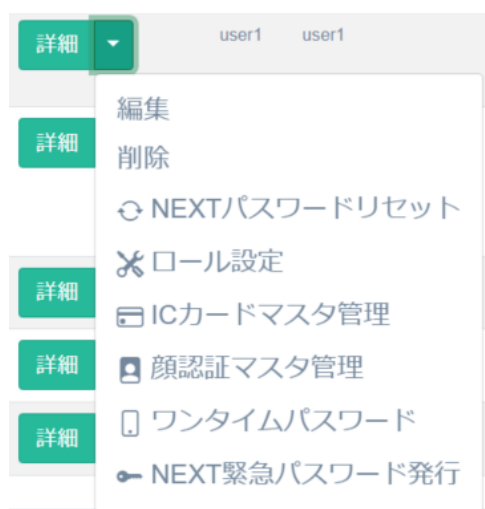 詳細 user1 user1
編集
詳細
削除
NEXTパスワードリセット
ロール設定
詳細
ICカードマスタ管理
詳細
顔認証マスタ管理
詳細
ワンタイムパスワード
NEXT緊急パスワード発行